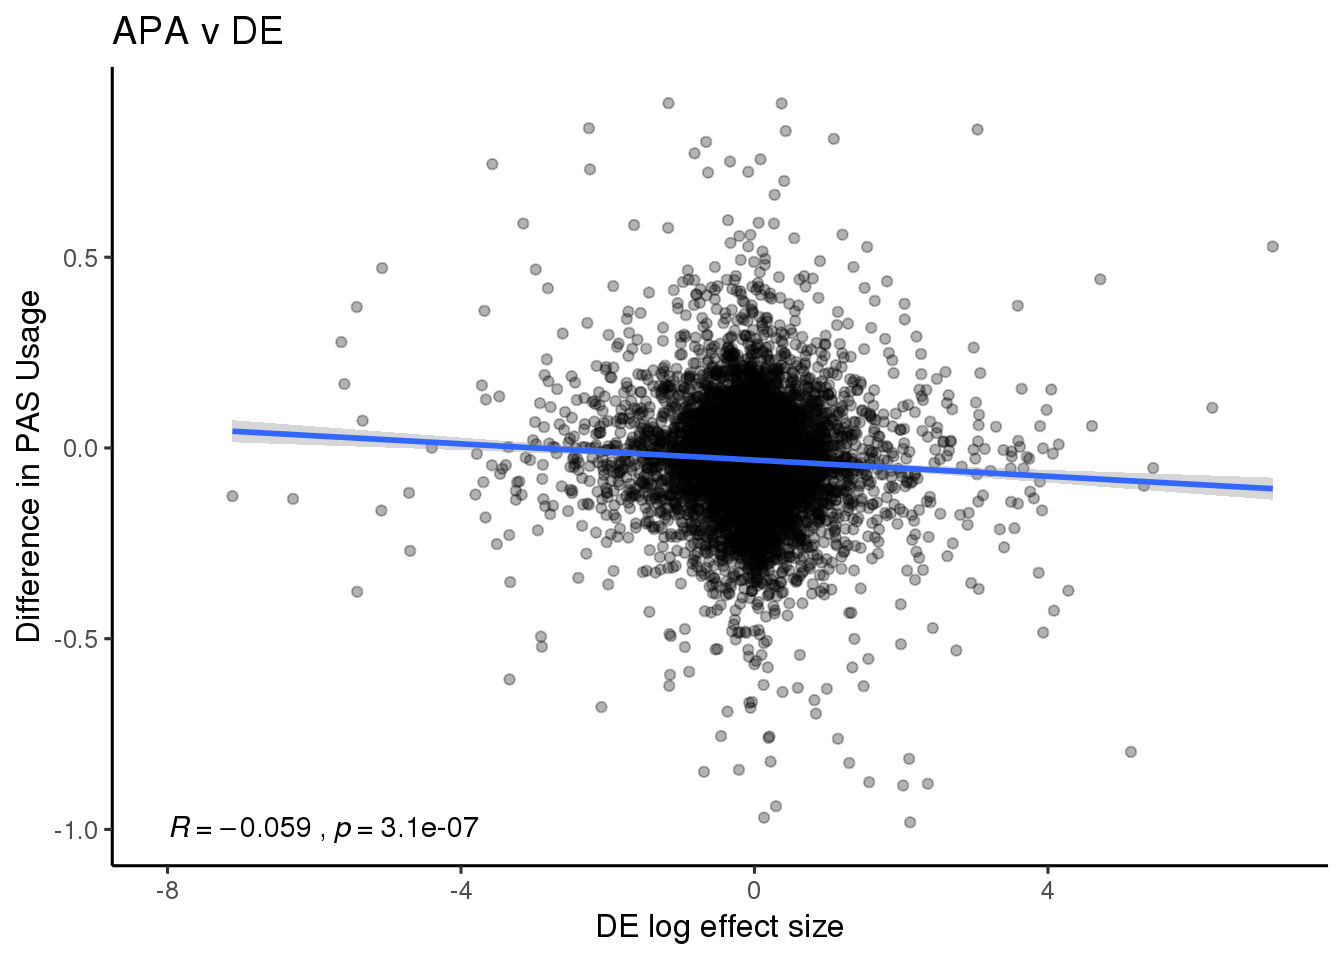 APA v DE
Difference in PAS Usage
0.5
0.0
-0.5
-1.0
R = −0.059 , p = 3.1e-07
-8 -4 0 4
DE log effect size